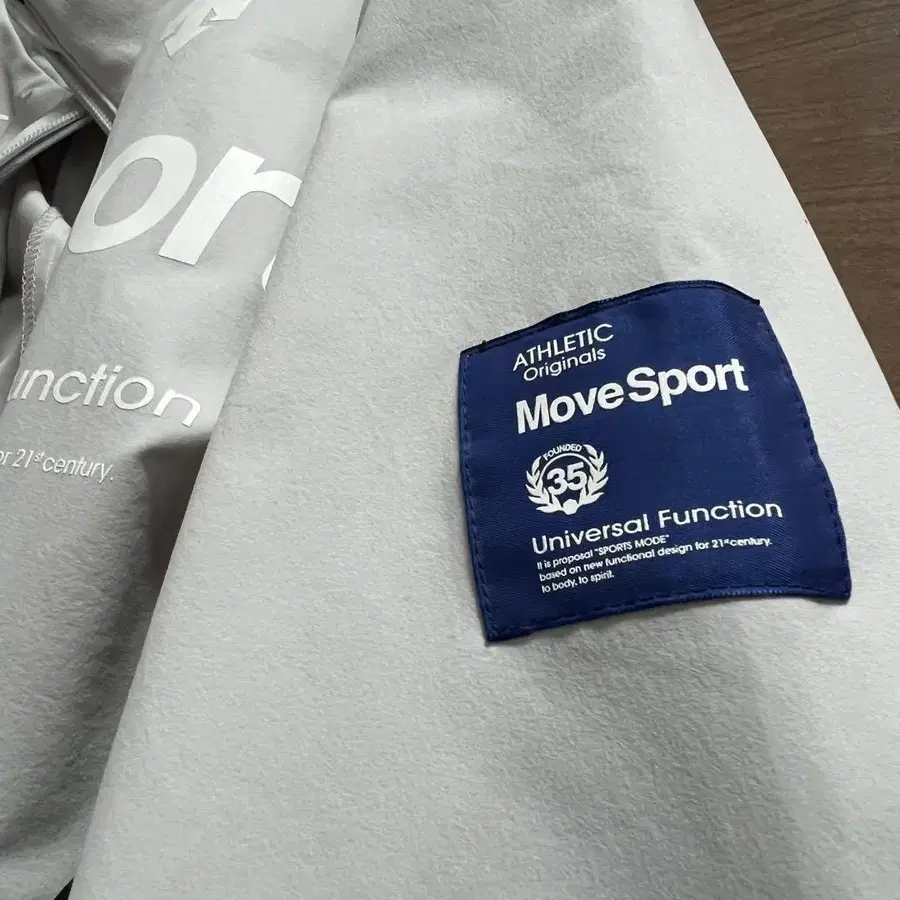 or
unction
or 21st century.
ATHLETIC
Originals
MoveSport
FOUNDED
35
Universal Function
It is proposal "SPORTS MODE"
based on new functional design for 21st century.
to body, to spirit.